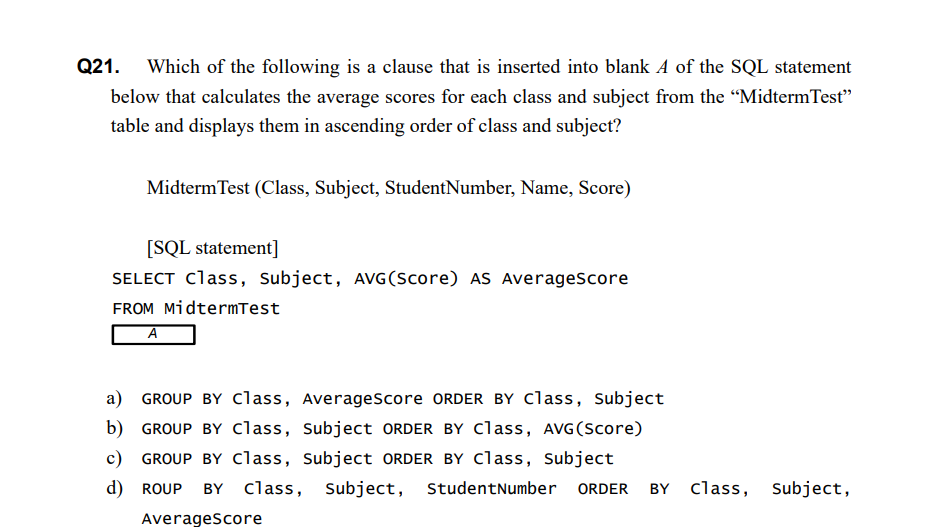 Q21. Which of the following is a clause that is inserted into blank A of the SQL statement
below that calculates the average scores for each class and subject from the “MidtermTest”
table and displays them in ascending order of class and subject?
MidtermTest (Class, Subject, StudentNumber, Name, Score)
[SQL statement]
SELECT Class, Subject, AVG(Score) AS AverageScore
FROM MidtermTest
A
a) GROUP BY Class, AverageScore ORDER BY Class, Subject
b) GROUP BY Class, Subject ORDER BY Class, AVG(Score)
c) GROUP BY Class, Subject ORDER BY Class, Subject
d) ROUP BY Class, Subject, StudentNumber ORDER BY Class, Subject,
AverageScore